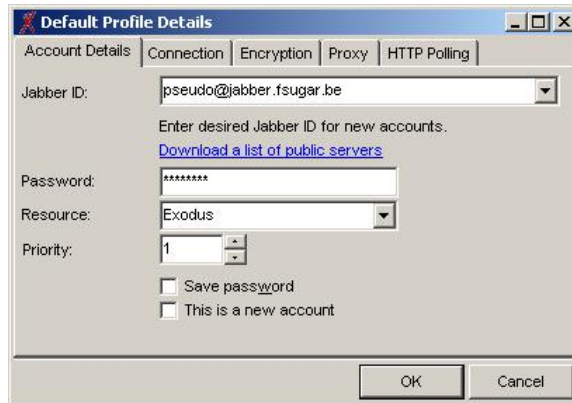 Default Profile Details
Account Details Connection Encryption Proxy HTTP Polling
Jabber ID: pseudo@jabber.fsugar.be
Enter desired Jabber ID for new accounts.
Download a list of public servers
Password: ********
Resource: Exodus
Priority: 1
Save password
This is a new account
OK Cancel